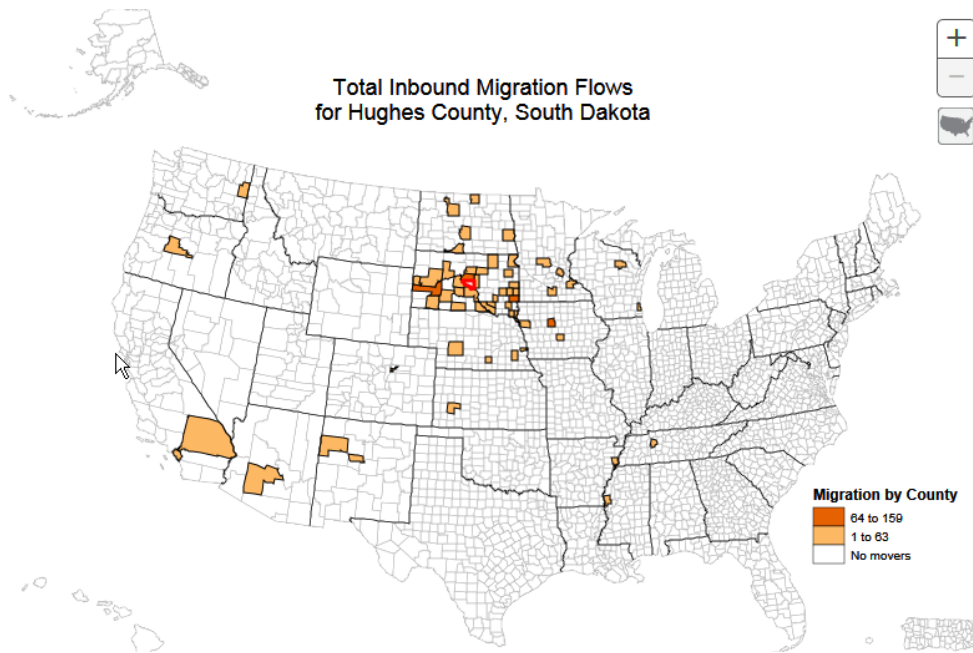 +
−
Total Inbound Migration Flows
for Hughes County, South Dakota
Migration by County
64 to 159
1 to 63
No movers